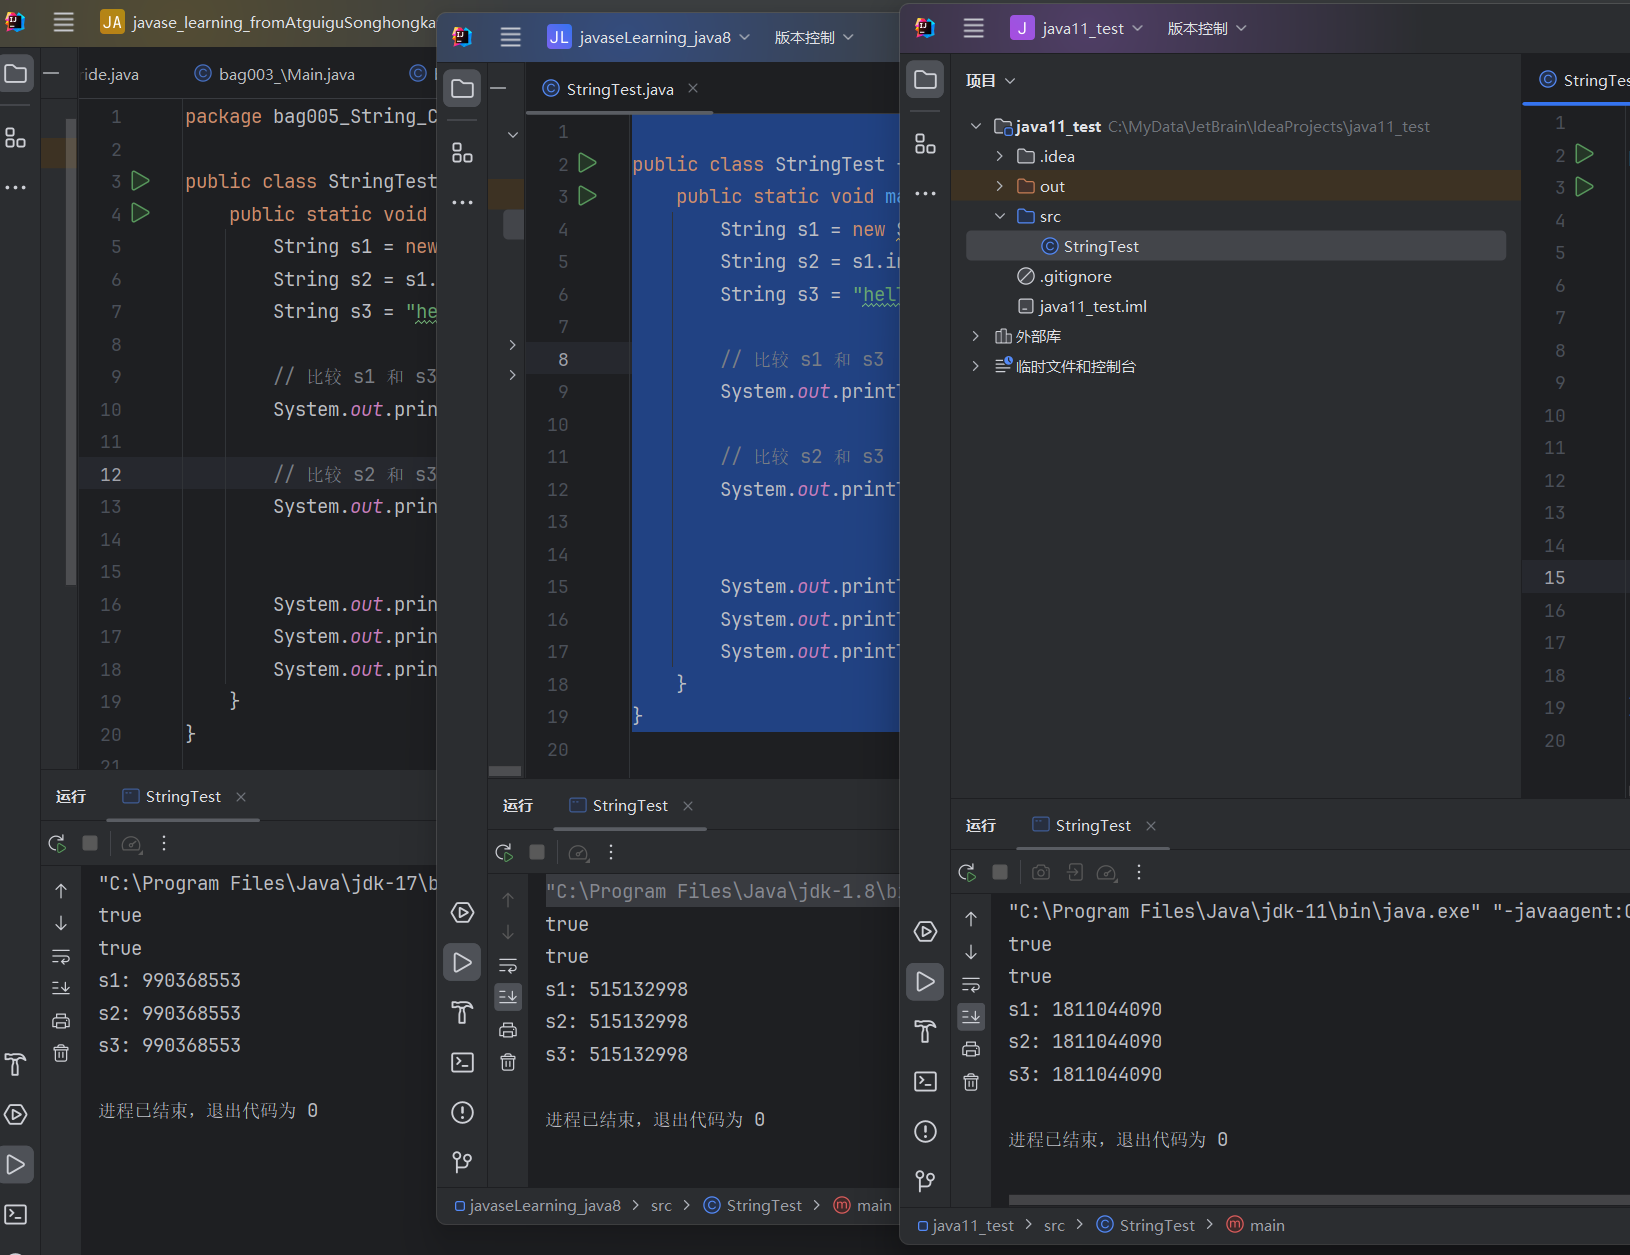 JA javase_learning_fromAtguiguSonghongka
ride.java bag003_\Main.java
1 package bag005_String_C
2
3 public class StringTest
4 public static void
5 String s1 = new
6 String s2 = s1.
7 String s3 = "he
8
9 // 比较 s1 和 s3
10 System.out.prin
11
12 // 比较 s2 和 s3
13 System.out.prin
14
15
16 System.out.prin
17 System.out.prin
18 System.out.prin
19 }
20 }
21
运行 StringTest
"C:\Program Files\Java\jdk-17\b
true
true
s1: 990368553
s2: 990368553
s3: 990368553
进程已结束，退出代码为 0
JL javaseLearning_java8 版本控制
StringTest.java
1
2 public class StringTest
3 public static void ma
4 String s1 = new
5 String s2 = s1.in
6 String s3 = "hel
7
8 // 比较 s1 和 s3
9 System.out.print
10
11 // 比较 s2 和 s3
12 System.out.print
13
14
15 System.out.print
16 System.out.print
17 System.out.print
18 }
19 }
20
运行 StringTest
"C:\Program Files\Java\jdk-1.8\bi
true
true
s1: 515132998
s2: 515132998
s3: 515132998
进程已结束，退出代码为 0
javaseLearning_java8 > src > StringTest > main
J java11_test 版本控制
项目
java11_test C:\MyData\JetBrain\IdeaProjects\java11_test
.idea
out
src
StringTest
.gitignore
java11_test.iml
外部库
临时文件和控制台
StringTes
1
2
3
4
5
6
7
8
9
10
11
12
13
14
15
16
17
18
19
20
运行 StringTest
"C:\Program Files\Java\jdk-11\bin\java.exe" "-javaagent:C
true
true
s1: 1811044090
s2: 1811044090
s3: 1811044090
进程已结束，退出代码为 0
java11_test > src > StringTest > main